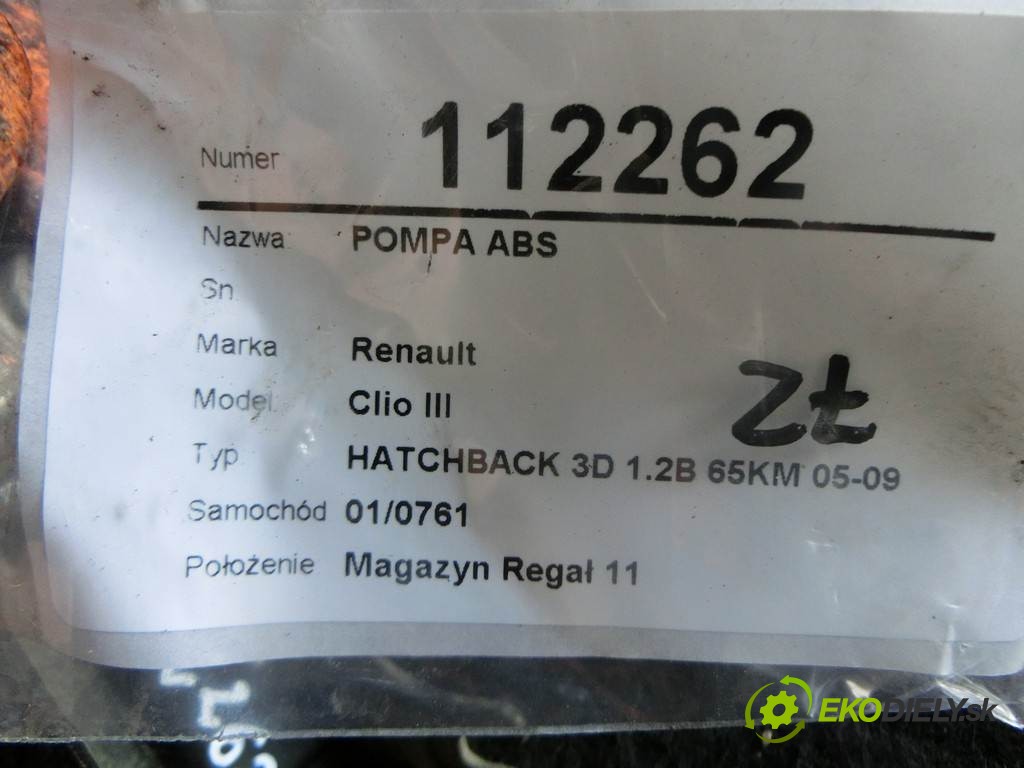 Numer 112262
Nazwa POMPA ABS
Sn
Marka Renault
Model Clio III
zł
Typ HATCHBACK 3D 1.2B 65KM 05-09
Samochód 01/0761
Położenie Magazyn Regał 11
EKODIELY.sk